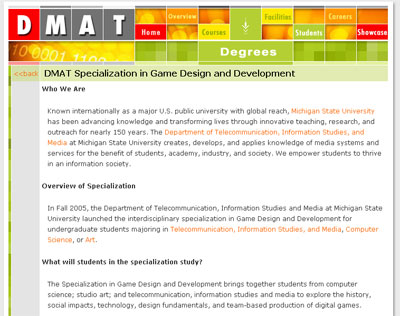 DMAT
Overview
Facilities
Careers
Home
Courses
Students
Showcase
10 0001 1100
Degrees
<<back
DMAT Specialization in Game Design and Development
Who We Are
Known internationally as a major U.S. public university with global reach, Michigan State University
has been advancing knowledge and transforming lives through innovative teaching, research, and
outreach for nearly 150 years. The Department of Telecommunication, Information Studies, and
Media at Michigan State University creates, develops, and applies knowledge of media systems and
services for the benefit of students, academy, industry, and society. We empower students to thrive
in an information society.
Overview of Specialization
In Fall 2005, the Department of Telecommunication, Information Studies and Media at Michigan State
University launched the interdisciplinary specialization in Game Design and Development for
undergraduate students majoring in Telecommunication, Information Studies, and Media, Computer
Science, or Art.
What will students in the specialization study?
The Specialization in Game Design and Development brings together students from computer
science; studio art; and telecommunication, information studies and media to explore the history,
social impacts, technology, design fundamentals, and team-based production of digital games.